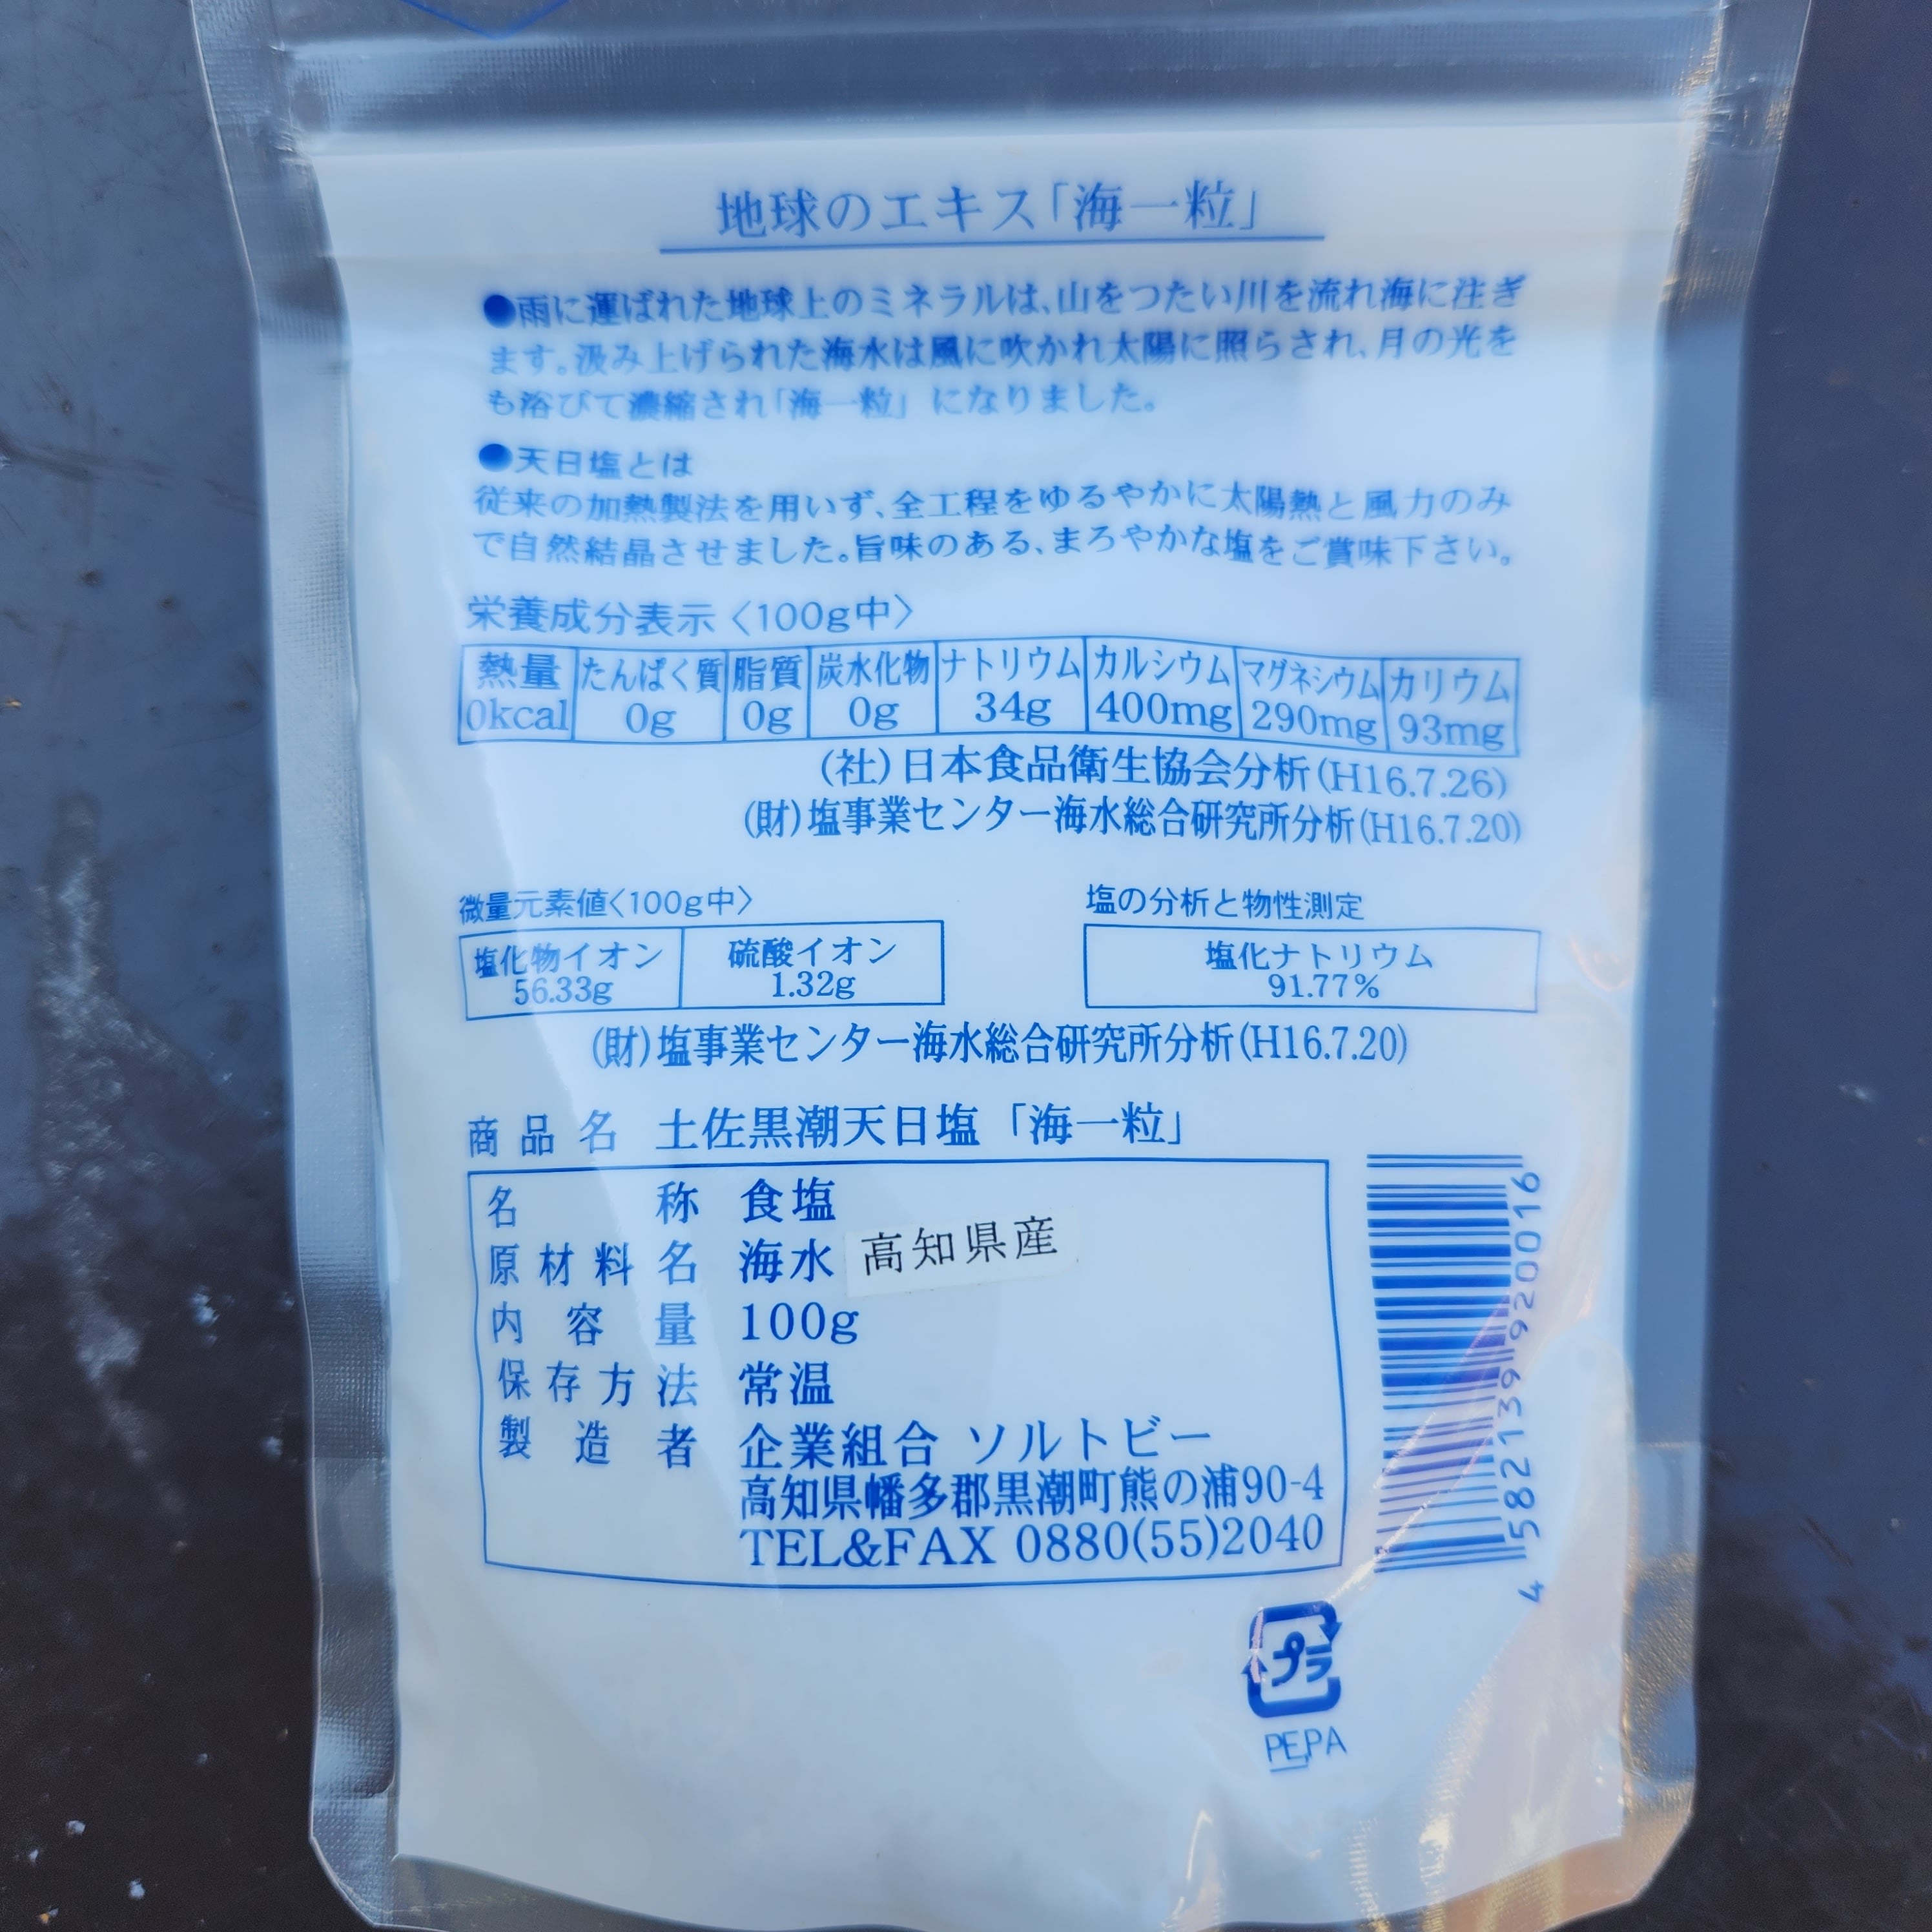 地球のエキス「海一粒」
●雨に運ばれた地球上のミネラルは、山をつたい川を流れ海に注ぎ
ます。汲み上げられた海水は風に吹かれ太陽に照らされ、月の光を
も浴びて濃縮され「海一粒」になりました。
●天日塩とは
従来の加熱製法を用いず、全工程をゆるやかに太陽熱と風力のみ
で自然結晶させました。旨味のある、まろやかな塩をご賞味下さい。
栄養成分表示〈100g中〉
熱量 たんぱく質 脂質 炭水化物 ナトリウム カルシウム マグネシウム カリウム
0kcal 0g 0g 0g 34g 400mg 290mg 93mg
(社)日本食品衛生協会分析(H16.7.26)
(財)塩事業センター海水総合研究所分析(H16.7.20)
微量元素値〈100g中〉 塩の分析と物性測定
塩化物イオン 硫酸イオン 塩化ナトリウム
56.33g 1.32g 91.77%
(財)塩事業センター海水総合研究所分析(H16.7.20)
商品名 土佐黒潮天日塩「海一粒」
名称 食塩
原材料名 海水 高知県産
内容量 100g
保存方法 常温
製造者 企業組合 ソルトビー
高知県幡多郡黒潮町熊の浦90-4
TEL&FAX 0880(55)2040
4 582139 920016
プラ
PE,PA